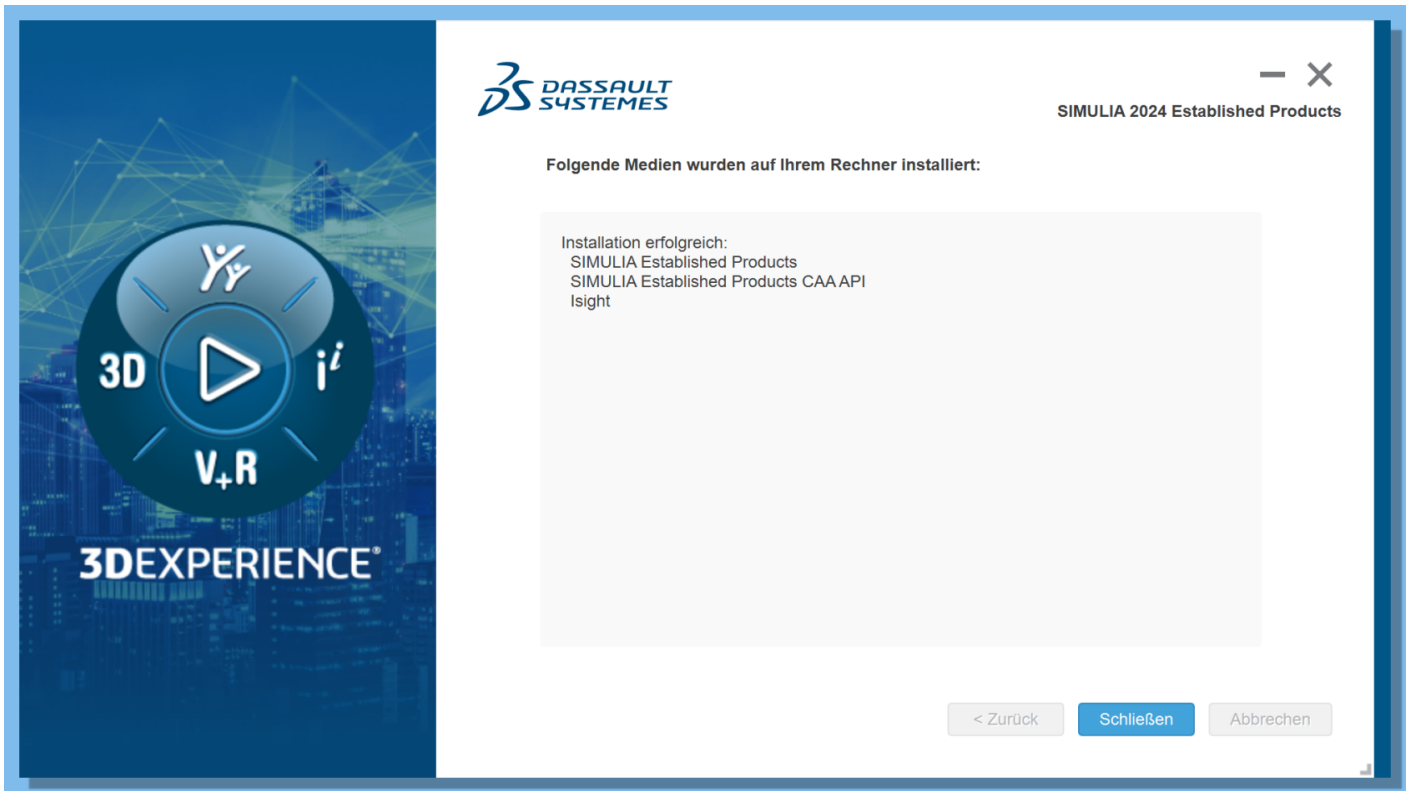 DASSAULT
SYSTEMES
SIMULIA 2024 Established Products
Folgende Medien wurden auf Ihrem Rechner installiert:
Installation erfolgreich:
SIMULIA Established Products
SIMULIA Established Products CAA API
Isight
3D
i i
V+R
3DEXPERIENCE®
< Zurück
Schließen
Abbrechen